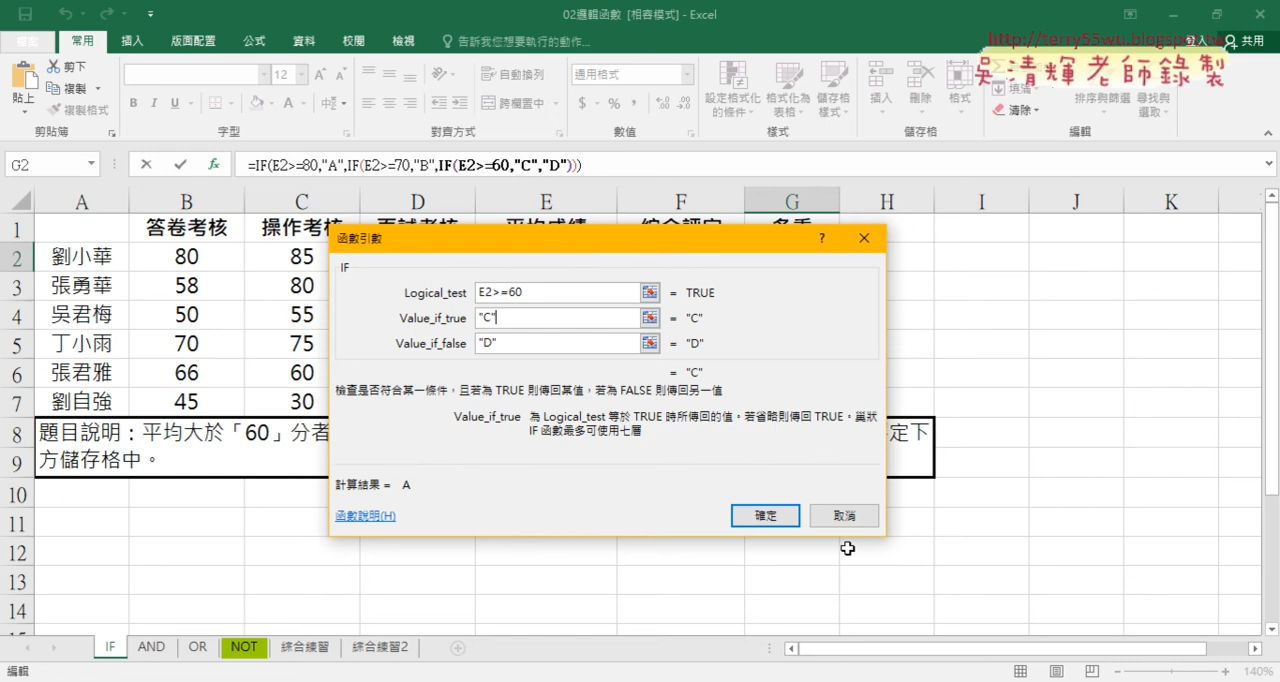 02邏輯函數 [相容模式] - Excel
檔案 常用 插入 版面配置 公式 資料 校閱 檢視 告訴我您想要執行的動作... 登入 共用
http://terry55wu.blogspot.tw
吳清輝老師錄製
貼上 剪下 複製 複製格式 剪貼簿
12 A A B I U A 中 字型
自動換列 跨欄置中 對齊方式
通用格式 $ % , 數值
設定格式化的條件 格式化為表格 儲存格樣式 樣式
插入 刪除 格式 儲存格
填滿 清除 排序與篩選 尋找與選取 編輯
G2 fx =IF(E2>=80,"A",IF(E2>=70,"B",IF(E2>=60,"C","D")))
A B C D E F G H I J K
1 答卷考核 操作考核
2 劉小華 80 85
3 張勇華 58 80
4 吳君梅 50 55
5 丁小雨 70 75
6 張君雅 66 60
7 劉自強 45 30
8 題目說明：平均大於「60」分者 定下
9 方儲存格中。
10
11
12
13
14
函數引數 ?
IF
Logical_test E2>=60 = TRUE
Value_if_true "C" = "C"
Value_if_false "D" = "D"
= "C"
檢查是否符合某一條件，且若為 TRUE 則傳回某值，若為 FALSE 則傳回另一值
Value_if_true 為 Logical_test 等於 TRUE 時所傳回的值。若省略則傳回 TRUE。巢狀
IF 函數最多可使用七層
計算結果 = A
函數說明(H) 確定 取消
IF AND OR NOT 綜合練習 綜合練習2
編輯 140%